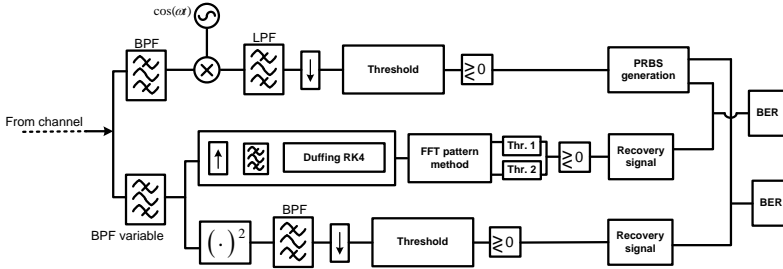 cos(ωt)
BPF
LPF
↓
Threshold
≷0
PRBS
generation
BER
From channel
↑
Duffing RK4
FFT pattern
method
Thr. 1
Thr. 2
≷0
Recovery
signal
BER
BPF variable
(·)²
BPF
↓
Threshold
≷0
Recovery
signal